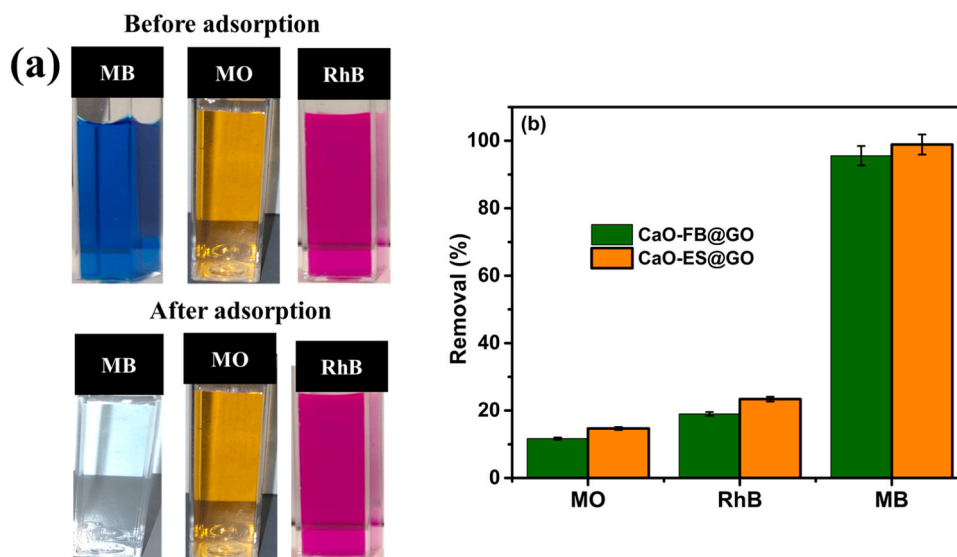 Before adsorption
(a)
MB
MO
RhB
After adsorption
MB
MO
RhB
(b)
CaO-FB@GO
CaO-ES@GO
Removal (%)
100
80
60
40
20
0
MO
RhB
MB